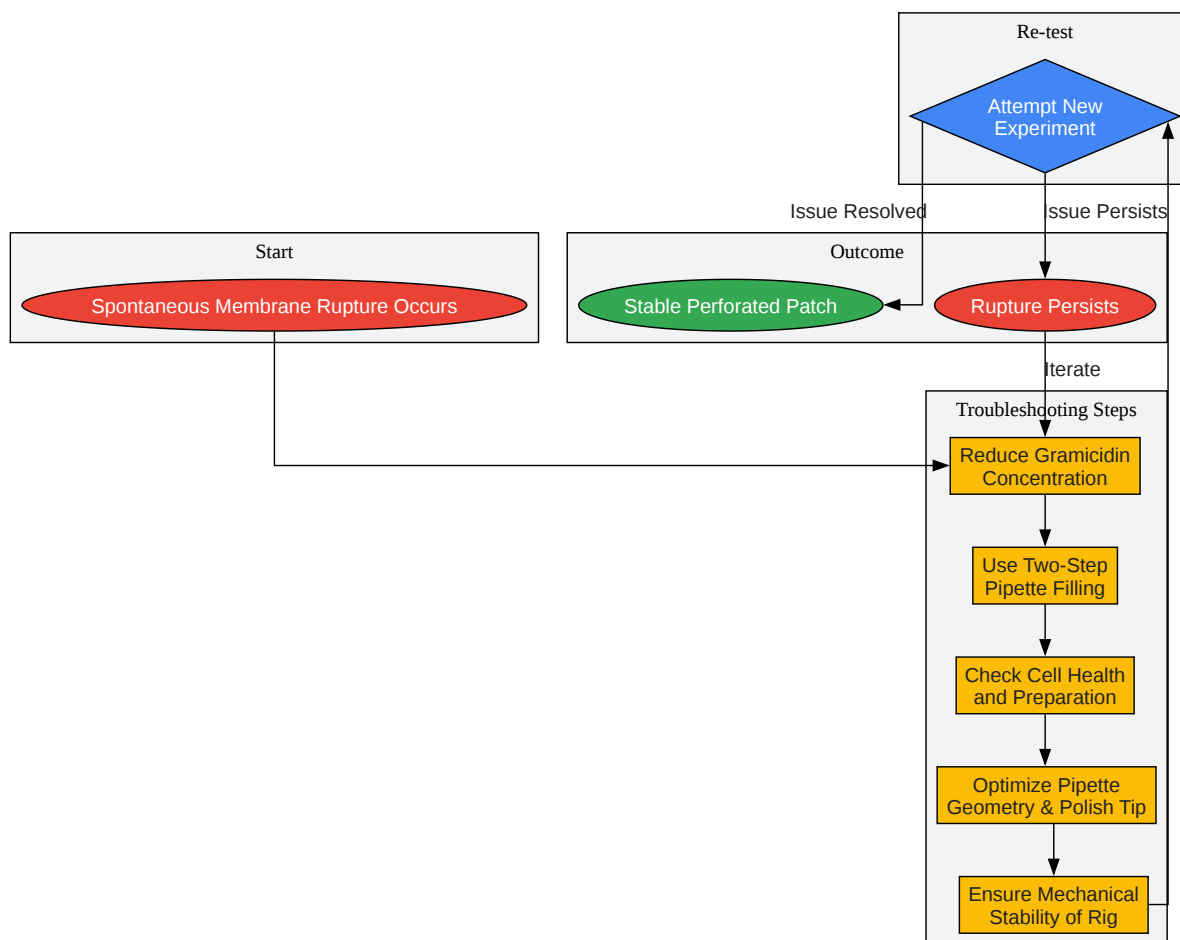 Re-test
Attempt New
Experiment
Issue Resolved
Issue Persists
Start
Outcome
Spontaneous Membrane Rupture Occurs
Stable Perforated Patch
Rupture Persists
Iterate
Troubleshooting Steps
Reduce Gramicidin
Concentration
Use Two-Step
Pipette Filling
Check Cell Health
and Preparation
Optimize Pipette
Geometry & Polish Tip
Ensure Mechanical
Stability of Rig